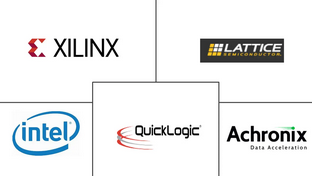 XILINX
LATTICE
SEMICONDUCTOR.
intel
QuickLogic
Achronix
Data Acceleration